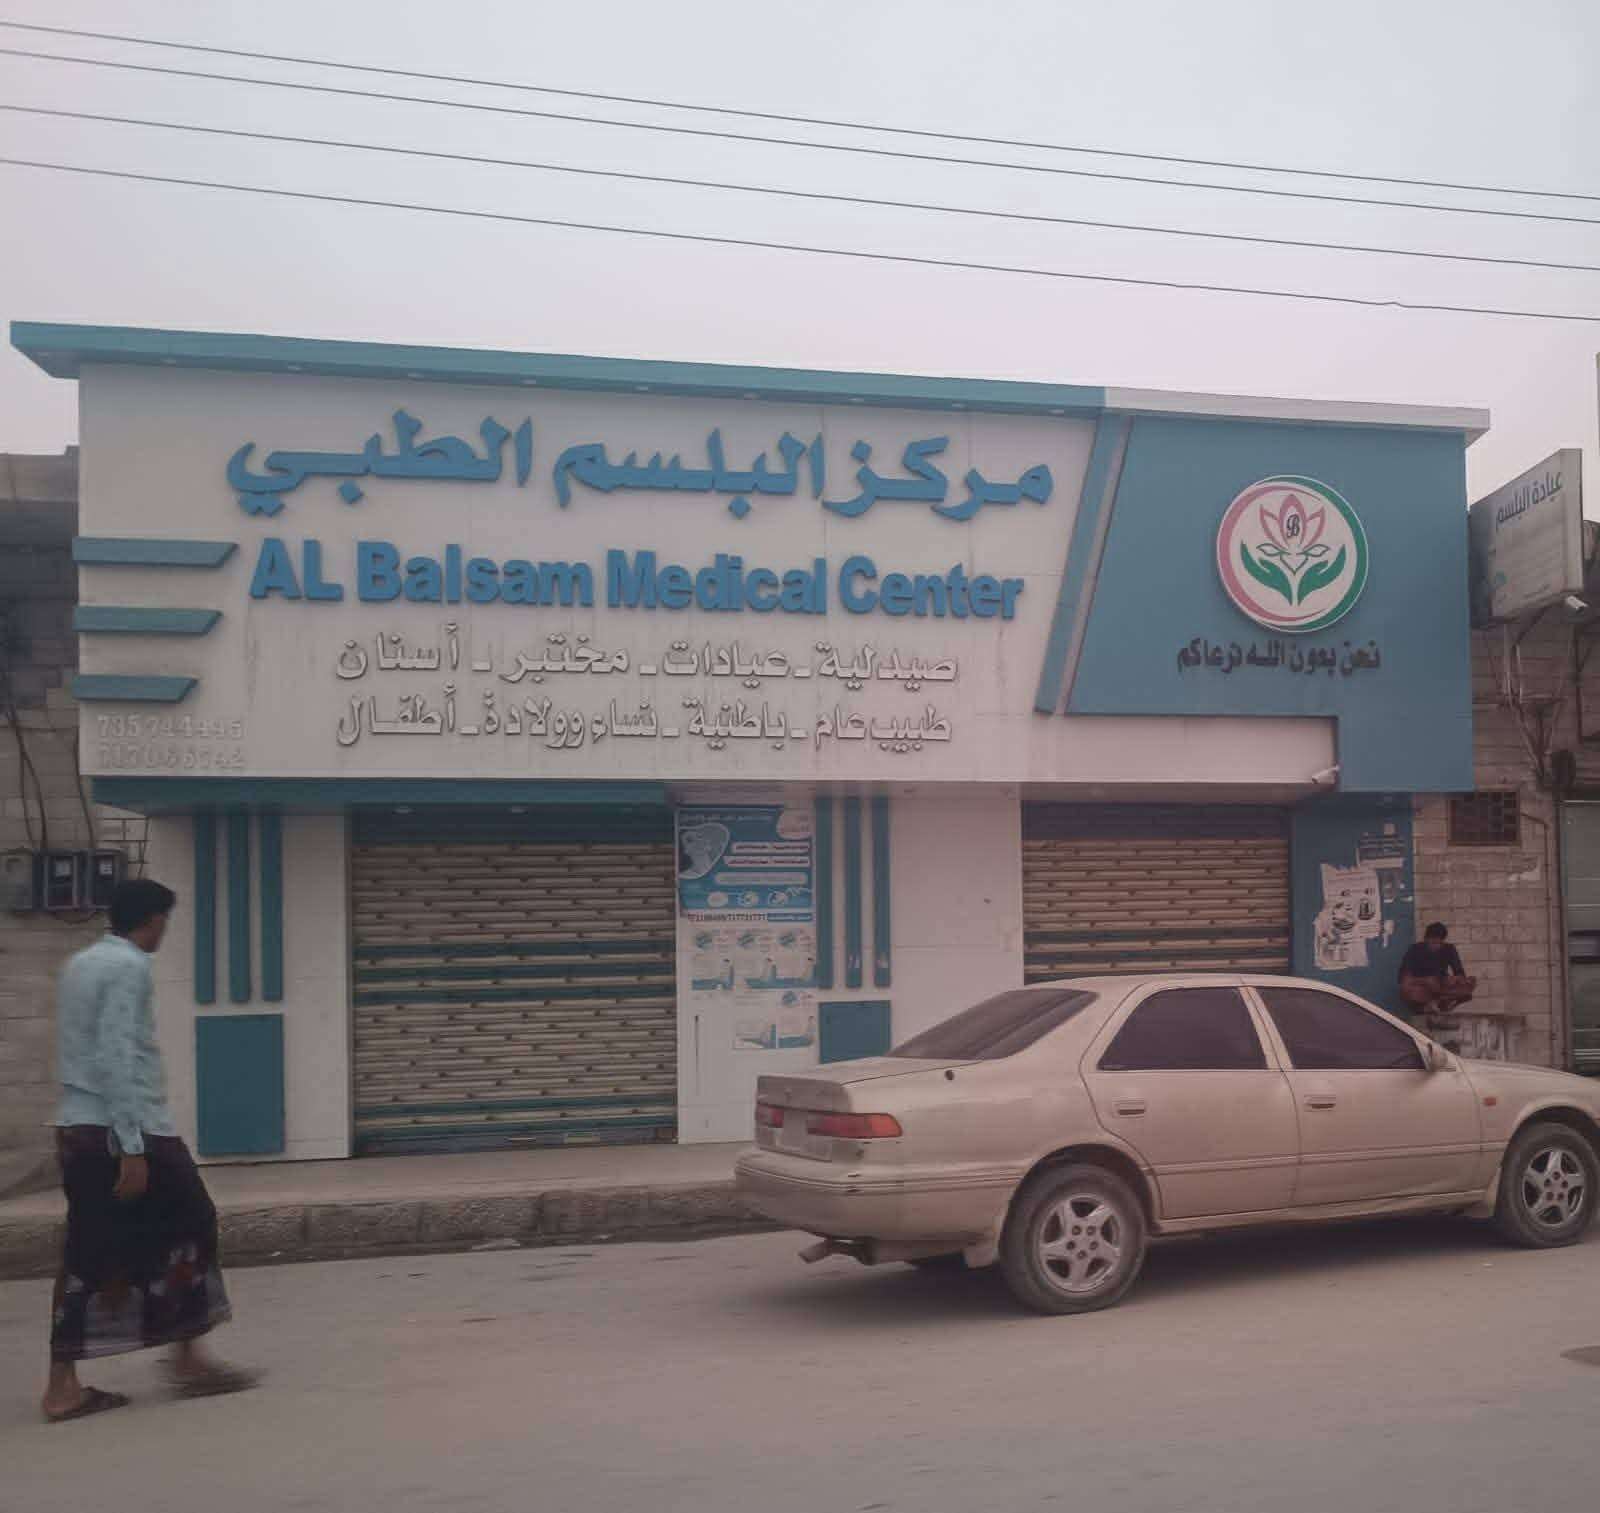 مركز البلسم الطبي
AL Balsam Medical Center
صيدلية - عيادات - مختبر - أسنان
طبيب عام - باطنية - نساء وولادة - أطفال
735744445
717066742
B
نحن بعون الله نرعاكم
عيادة البلسم